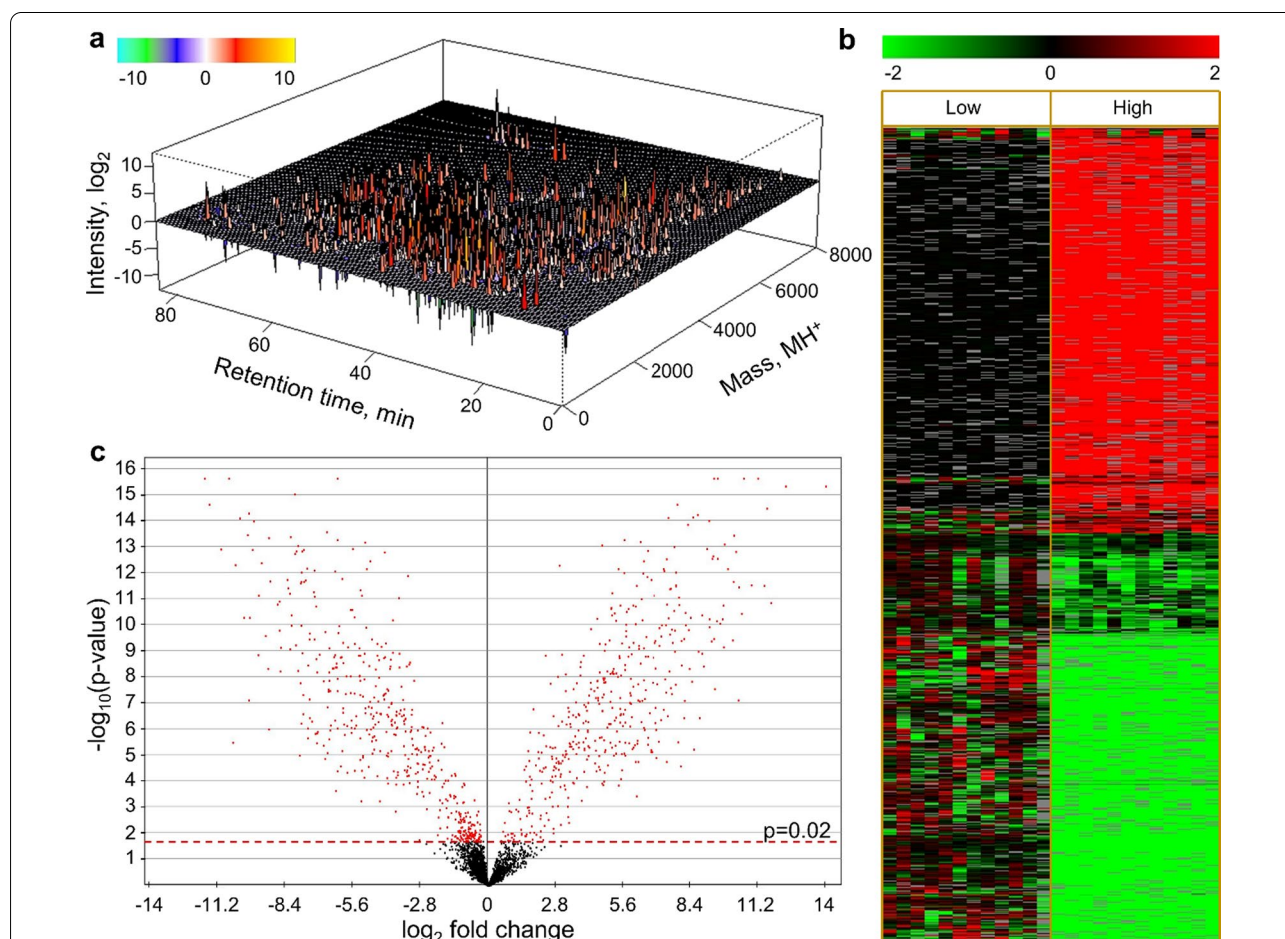 a
-10 0 10
Intensity, log2
10
5
0
-5
-10
80
60
40
20
0
Retention time, min
0
2000
4000
6000
8000
Mass, MH+
b
-2 0 2
Low High
c
-log10(p-value)
16
15
14
13
12
11
10
9
8
7
6
5
4
3
2
1
p=0.02
-14 -11.2 -8.4 -5.6 -2.8 0 2.8 5.6 8.4 11.2 14
log2 fold change